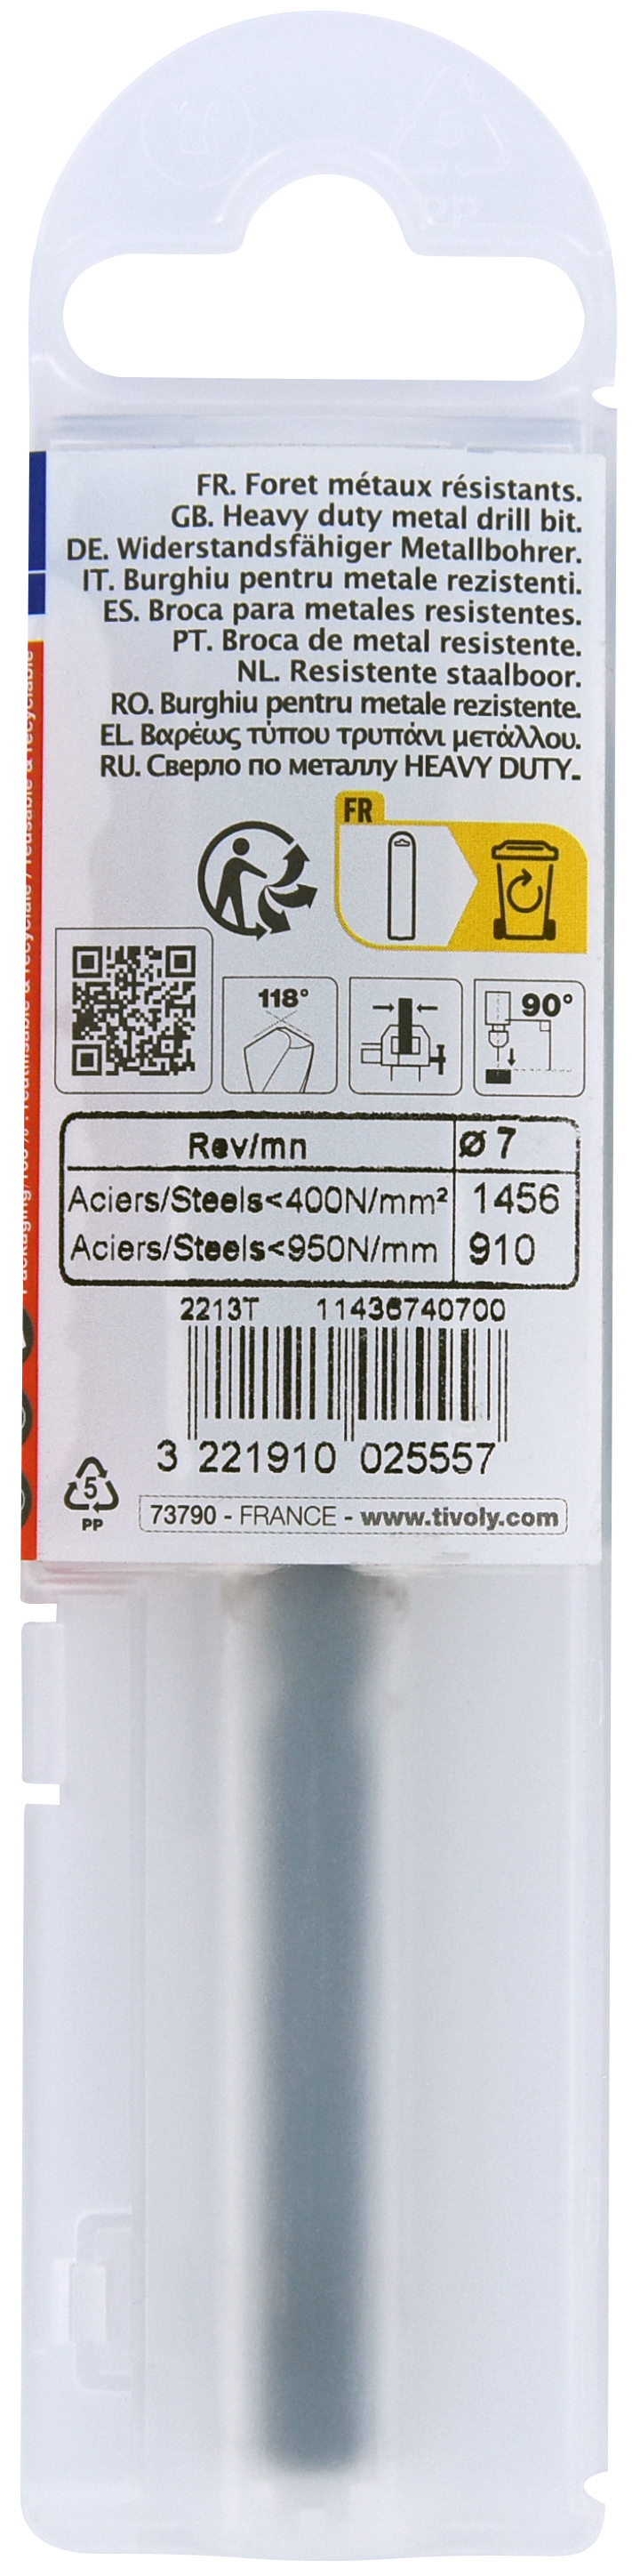 FR. Foret métaux résistants.
GB. Heavy duty metal drill bit.
DE. Widerstandsfähiger Metallbohrer.
IT. Burghiu pentru metale rezistenti.
ES. Broca para metales resistentes.
PT. Broca de metal resistente.
NL. Resistente staalboor.
RO. Burghiu pentru metale rezistente.
EL. Βαρέως τύπου τρυπάνι μετάλλου.
RU. Сверло по металлу HEAVY DUTY.
FR
118°
90°
Rev/mn Ø 7
Aciers/Steels<400N/mm² 1456
Aciers/Steels<950N/mm 910
2213T 11436740700
3 221910 025557
5
PP
73790 - FRANCE - www.tivoly.com